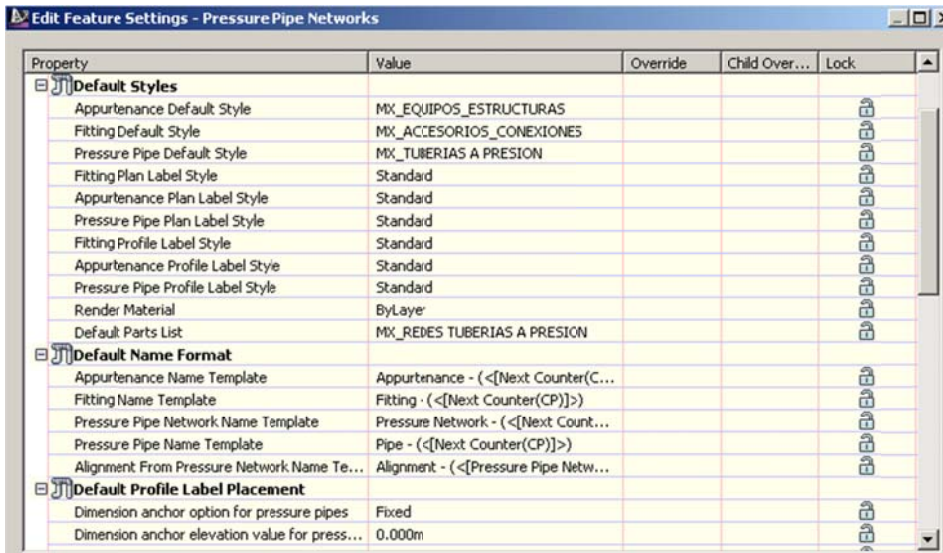 Edit Feature Settings - Pressure Pipe Networks
Property Value Override Child Over... Lock
Default Styles
Appurtenance Default Style MX_EQUIPOS_ESTRUCTURAS
Fitting Default Style MX_ACCESORIOS_CONEXIONES
Pressure Pipe Default Style MX_TUBERIAS A PRESION
Fitting Plan Label Style Standard
Appurtenance Plan Label Style Standard
Pressure Pipe Plan Label Style Standard
Fitting Profile Label Style Standard
Appurtenance Profile Label Style Standard
Pressure Pipe Profile Label Style Standard
Render Material ByLayer
Default Parts List MX_REDES TUBERIAS A PRESION
Default Name Format
Appurtenance Name Template Appurtenance - (<[Next Counter(C...
Fitting Name Template Fitting - (<[Next Counter(CP)]>)
Pressure Pipe Network Name Template Pressure Network - (<[Next Count...
Pressure Pipe Name Template Pipe - (<[Next Counter(CP)]>)
Alignment From Pressure Network Name Te... Alignment - (<[Pressure Pipe Netw...
Default Profile Label Placement
Dimension anchor option for pressure pipes Fixed
Dimension anchor elevation value for press... 0.000m